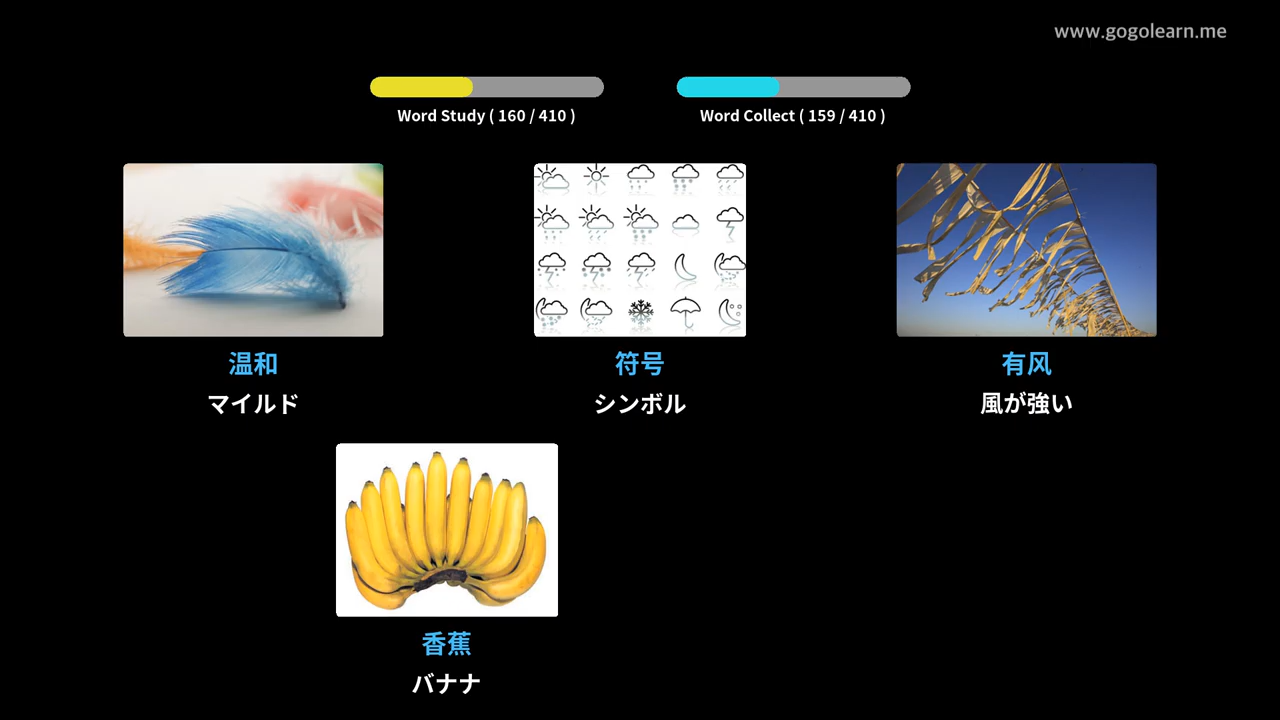 www.gogolearn.me
Word Study ( 160 / 410 )
Word Collect ( 159 / 410 )
温和
マイルド
符号
シンボル
有风
風が強い
香蕉
バナナ